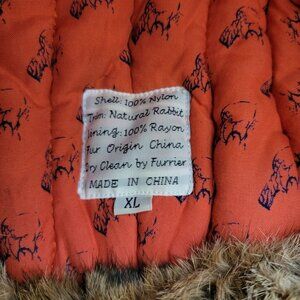 Shell: 100% Nylon
Trim: Natural Rabbit
Lining: 100% Rayon
Fur Origin China
Dry Clean by Furrier
MADE IN CHINA
XL